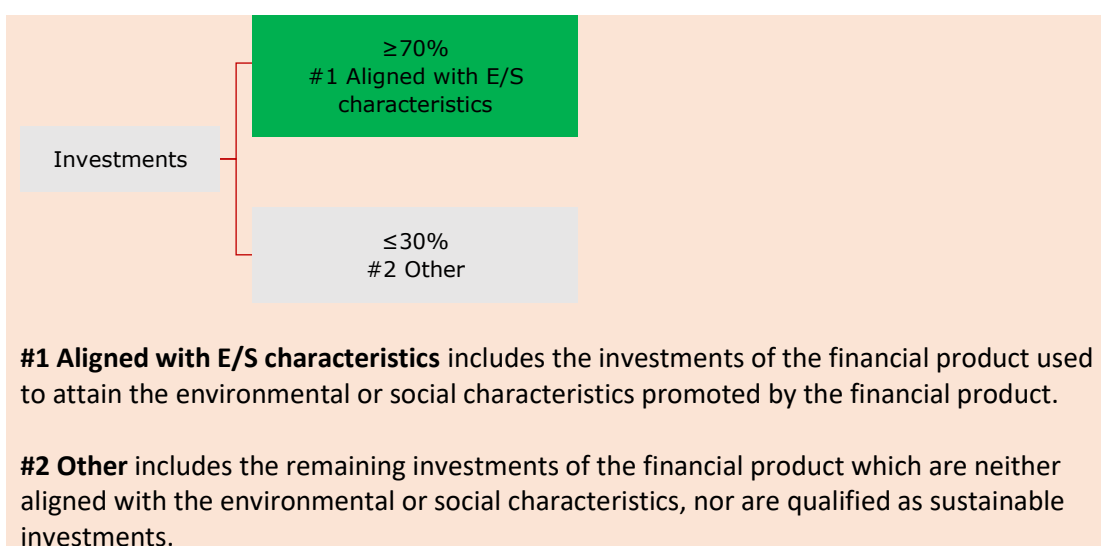 ≥70%
#1 Aligned with E/S
characteristics
Investments
≤30%
#2 Other
#1 Aligned with E/S characteristics includes the investments of the financial product used
to attain the environmental or social characteristics promoted by the financial product.
#2 Other includes the remaining investments of the financial product which are neither
aligned with the environmental or social characteristics, nor are qualified as sustainable
investments.